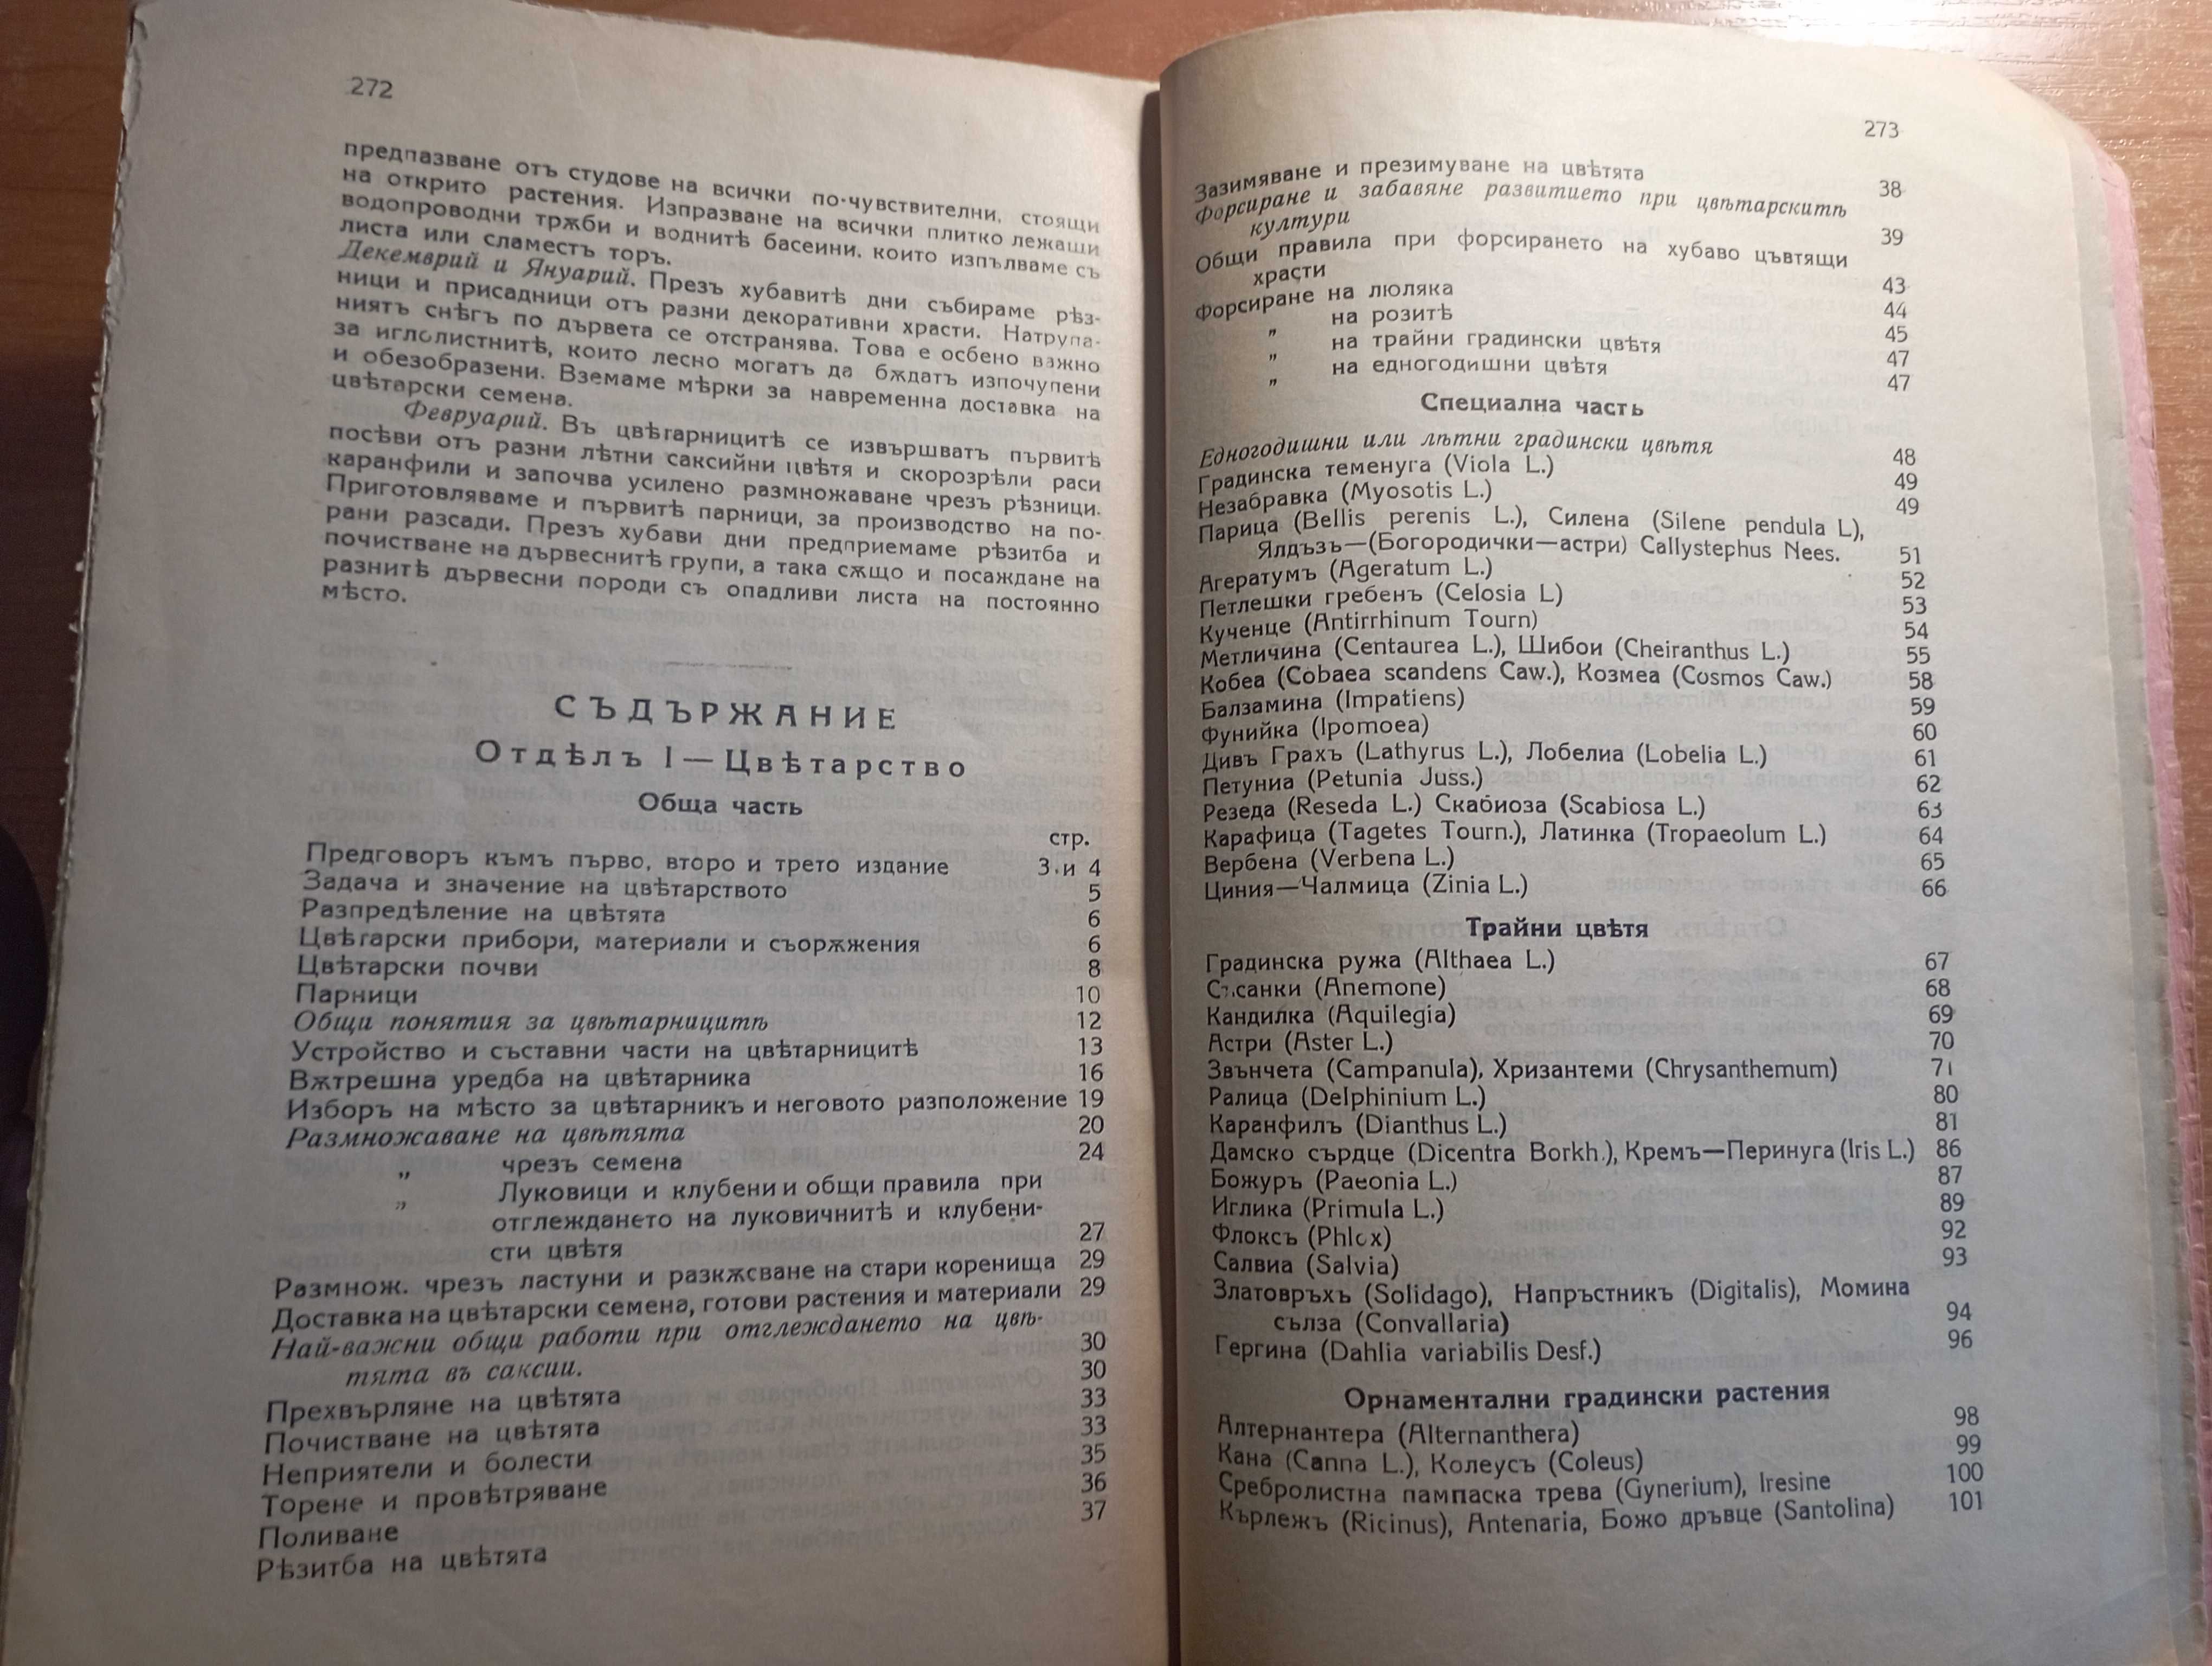 272
предпазване отъ студове на всички по-чувствителни, стоящи
на открито растения. Изпразване на всички плитко лежащи
водопроводни трѫби и воднитѣ басеини. които изпълваме съ
листа или сламестъ торъ.
Декемврий и Януарий. Презъ хубавитѣ дни събираме рѣз-
ници и присадници отъ разни декоративни храсти. Натрупа-
ниятъ снѣгъ по дървета се отстранява. Това е осбено важно
за иглолистнитѣ, които лесно могатъ да бѫдатъ изпочупени
и обезобразени. Вземаме мѣрки за навременна доставка на
цвѣтарски семена.
Февруарий. Въ цвѣтарницитѣ се извършватъ първитѣ
посѣви отъ разни лѣтни саксийни цвѣтя и скорозрѣли раси
каранфили и започва усилено размножаване чрезъ рѣзници.
Приготовляваме и първитѣ парници, за производство на по-
рани разсади. Презъ хубави дни предприемаме рѣзитба и
почистване на дървеснитѣ групи, а така сѫщо и посаждане на
разнитѣ дървесни породи съ опадливи листа на постоянно
мѣсто.
СЪДЪРЖАНИЕ
Отдѣлъ I — Цвѣтарство
Обща часть
стр.
Предговоръ къмъ първо, второ и трето издание 3 и 4
Задача и значение на цвѣтарството 5
Разпредѣление на цвѣтята 6
Цвѣтарски прибори, материали и съорѫжения 6
Цвѣтарски почви 8
Парници 10
Общи понятия за цвѣтарницитѣ 12
Устройство и съставни части на цвѣтарницитѣ 13
Вѫтрешна уредба на цвѣтарника 16
Изборъ на мѣсто за цвѣтарникъ и неговото разположение 19
Размножаване на цвѣтята 20
„ чрезъ семена 24
„ Луковици и клубени и общи правила при
отглеждането на луковичнитѣ и клубени-
сти цвѣтя 27
Размнож. чрезъ ластуни и разкѫсване на стари коренища 29
Доставка на цвѣтарски семена, готови растения и материали 29
Най-важни общи работи при отглеждането на цвѣ-
тята въ саксии. 30
Прехвърляне на цвѣтята 30
Почистване на цвѣтята 33
Неприятели и болести 33
Торене и провѣтряване 35
Поливане 36
Рѣзитба на цвѣтята 37
273
Зазимяване и презимуване на цвѣтята 38
Форсиране и забавяне развитието при цвѣтарскитѣ
култури 39
Общи правила при форсирането на хубаво цъвтящи
храсти 43
Форсиране на люляка 44
„ на розитѣ 45
„ на трайни градински цвѣтя 47
„ на едногодишни цвѣтя 47
Специална часть
Едногодишни или лѣтни градински цвѣтя 48
Градинска теменуга (Viola L.) 49
Незабравка (Myosotis L.) 49
Парица (Bellis perenis L.), Силена (Silene pendula L),
Ялдъзъ—(Богородички—астри) Callystephus Nees. 51
Агератумъ (Ageratum L.) 52
Петлешки гребенъ (Celosia L) 53
Кученце (Antirrhinum Tourn) 54
Метличина (Centaurea L.), Шибои (Cheiranthus L.) 55
Кобеа (Cobaea scandens Caw.), Козмеа (Cosmos Caw.) 58
Балзамина (Impatiens) 59
Фунийка (Ipomoea) 60
Дивъ Грахъ (Lathyrus L.), Лобелиа (Lobelia L.) 61
Петуниа (Petunia Juss.) 62
Резеда (Reseda L.) Скабиоза (Scabiosa L.) 63
Карафица (Tagetes Tourn.), Латинка (Tropaeolum L.) 64
Вербена (Verbena L.) 65
Циния—Чалмица (Zinia L.) 66
Трайни цвѣтя
Градинска ружа (Althaea L.) 67
Съсанки (Anemone) 68
Кандилка (Aquilegia) 69
Астри (Aster L.) 70
Звънчета (Campanula), Хризантеми (Chrysanthemum) 71
Ралица (Delphinium L.) 80
Каранфилъ (Dianthus L.) 81
Дамско сърдце (Dicentra Borkh.), Кремъ—Перинуга (Iris L.) 86
Божуръ (Paeonia L.) 87
Иглика (Primula L.) 89
Флоксъ (Phlox) 92
Салвиа (Salvia) 93
Златовръхъ (Solidago), Напръстникъ (Digitalis), Момина
сълза (Convallaria) 94
Гергина (Dahlia variabilis Desf.) 96
Орнаментални градински растения
Алтернантера (Alternanthera) 98
Кана (Canna L.), Колеусъ (Coleus) 99
Сребролистна пампаска трева (Gynerium), Iresine 100
Кърлежъ (Ricinus), Antenaria, Божо дръвце (Santolina) 101